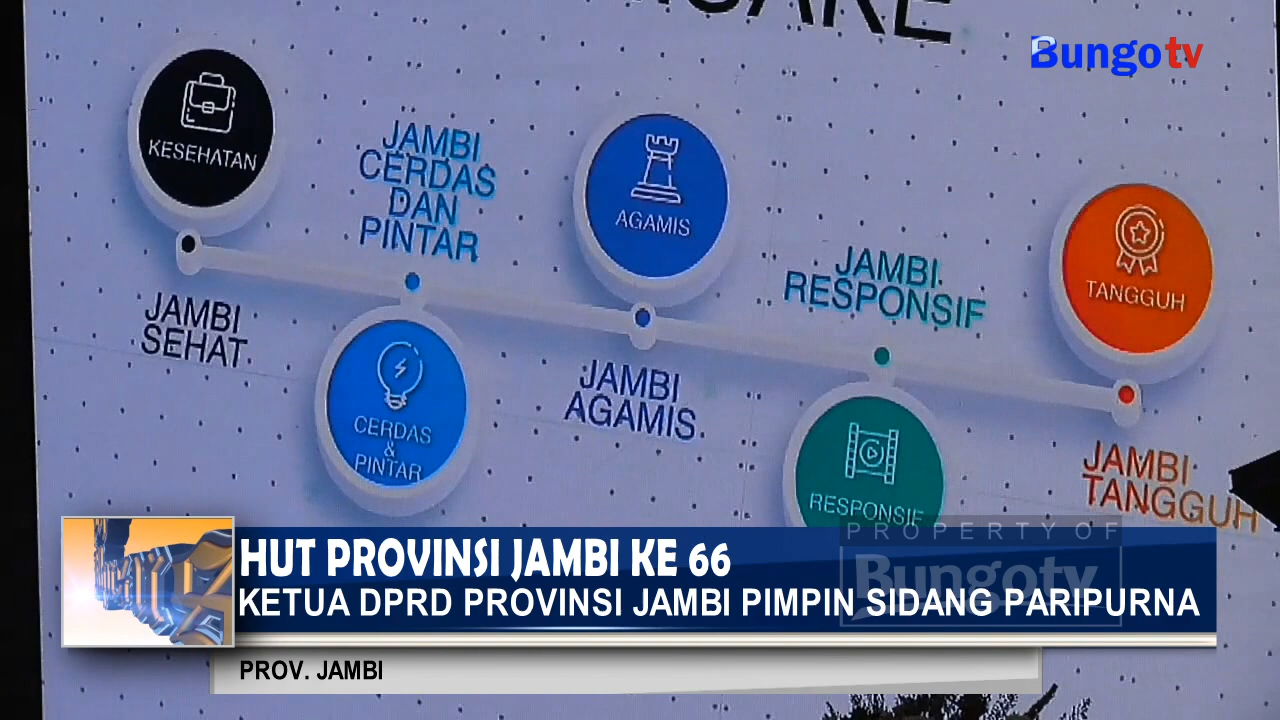 Bungotv
KESEHATAN
JAMBI
SEHAT
JAMBI
CERDAS
DAN
PINTAR
CERDAS
&
PINTAR
AGAMIS
JAMBI
AGAMIS
JAMBI
RESPONSIF
RESPONSIF
TANGGUH
JAMBI
TANGGUH
PROPERTY OF
Bungotv
HUT PROVINSI JAMBI KE 66
KETUA DPRD PROVINSI JAMBI PIMPIN SIDANG PARIPURNA
PROV. JAMBI